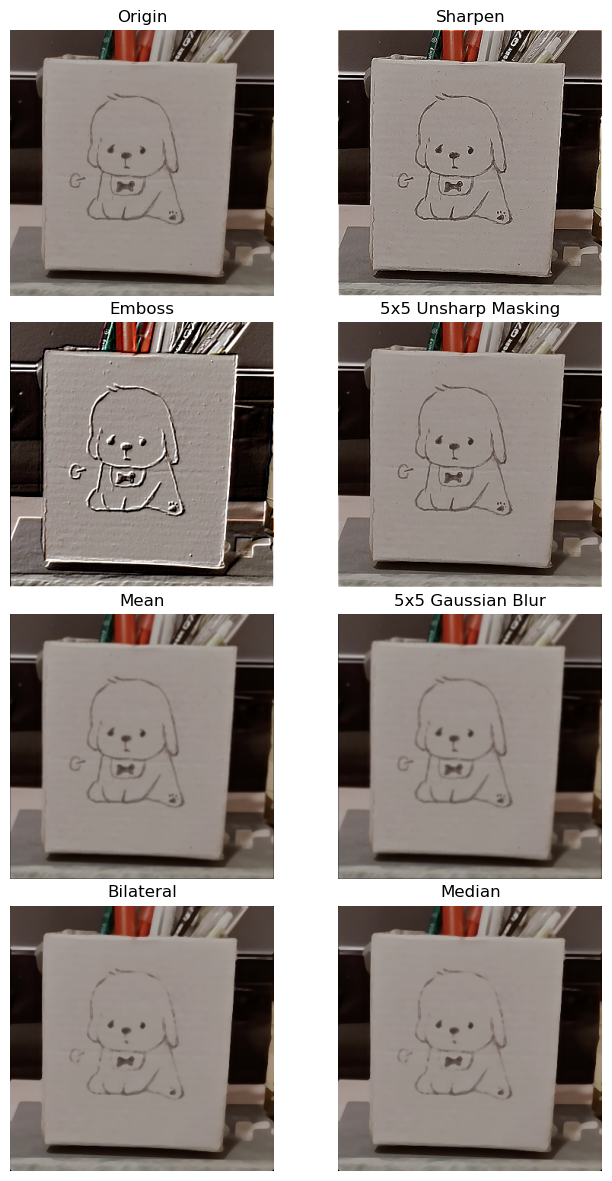 Origin
Sharpen
Emboss
5x5 Unsharp Masking
Mean
5x5 Gaussian Blur
Bilateral
Median